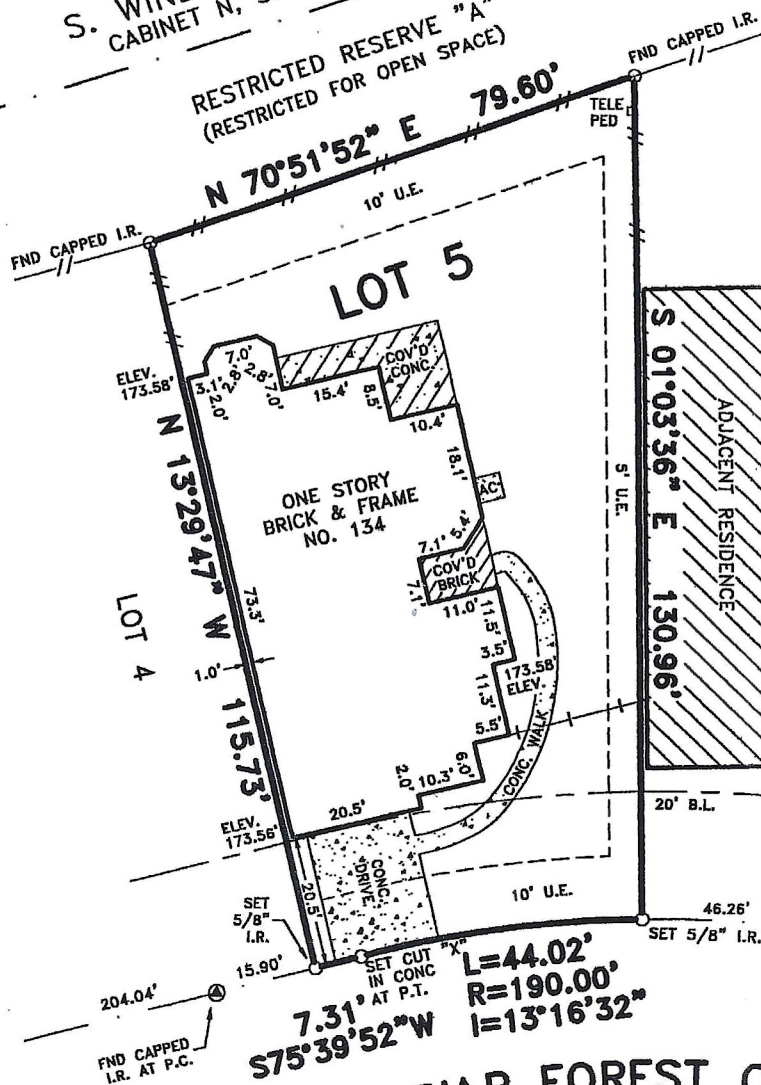 S. WIN
CABINET N,
RESTRICTED RESERVE "A"
(RESTRICTED FOR OPEN SPACE)
FND CAPPED I.R.
N 70°51'52" E 79.60'
TELE
PED
10' U.E.
FND CAPPED I.R.
LOT 5
ELEV.
173.58'
3.1'
2.0'
2.8'
7.0'
2.8'
7.0'
15.4'
8.5'
COV'D
CONC.
10.4'
18.1'
AC
ONE STORY
BRICK & FRAME
NO. 134
7.1'
5.4'
COV'D
BRICK
7.1'
11.0'
11.5'
3.5'
173.58'
ELEV.
11.3'
5.5'
CONC. WALK
6.0'
10.3'
2.0'
20.5'
N 13°29'47" W 115.73'
73.3'
1.0'
LOT 4
S 01°03'36" E 130.96'
5' U.E.
ADJACENT RESIDENCE
20' B.L.
ELEV.
173.56'
20.5'
CONC.
DRIVE
10' U.E.
SET
5/8"
I.R.
46.26'
SET 5/8" I.R.
15.90'
204.04'
SET CUT "X"
IN CONC
AT P.T.
7.31'
S75°39'52"W
L=44.02'
R=190.00'
I=13°16'32"
FND CAPPED
I.R. AT P.C.
FOREST